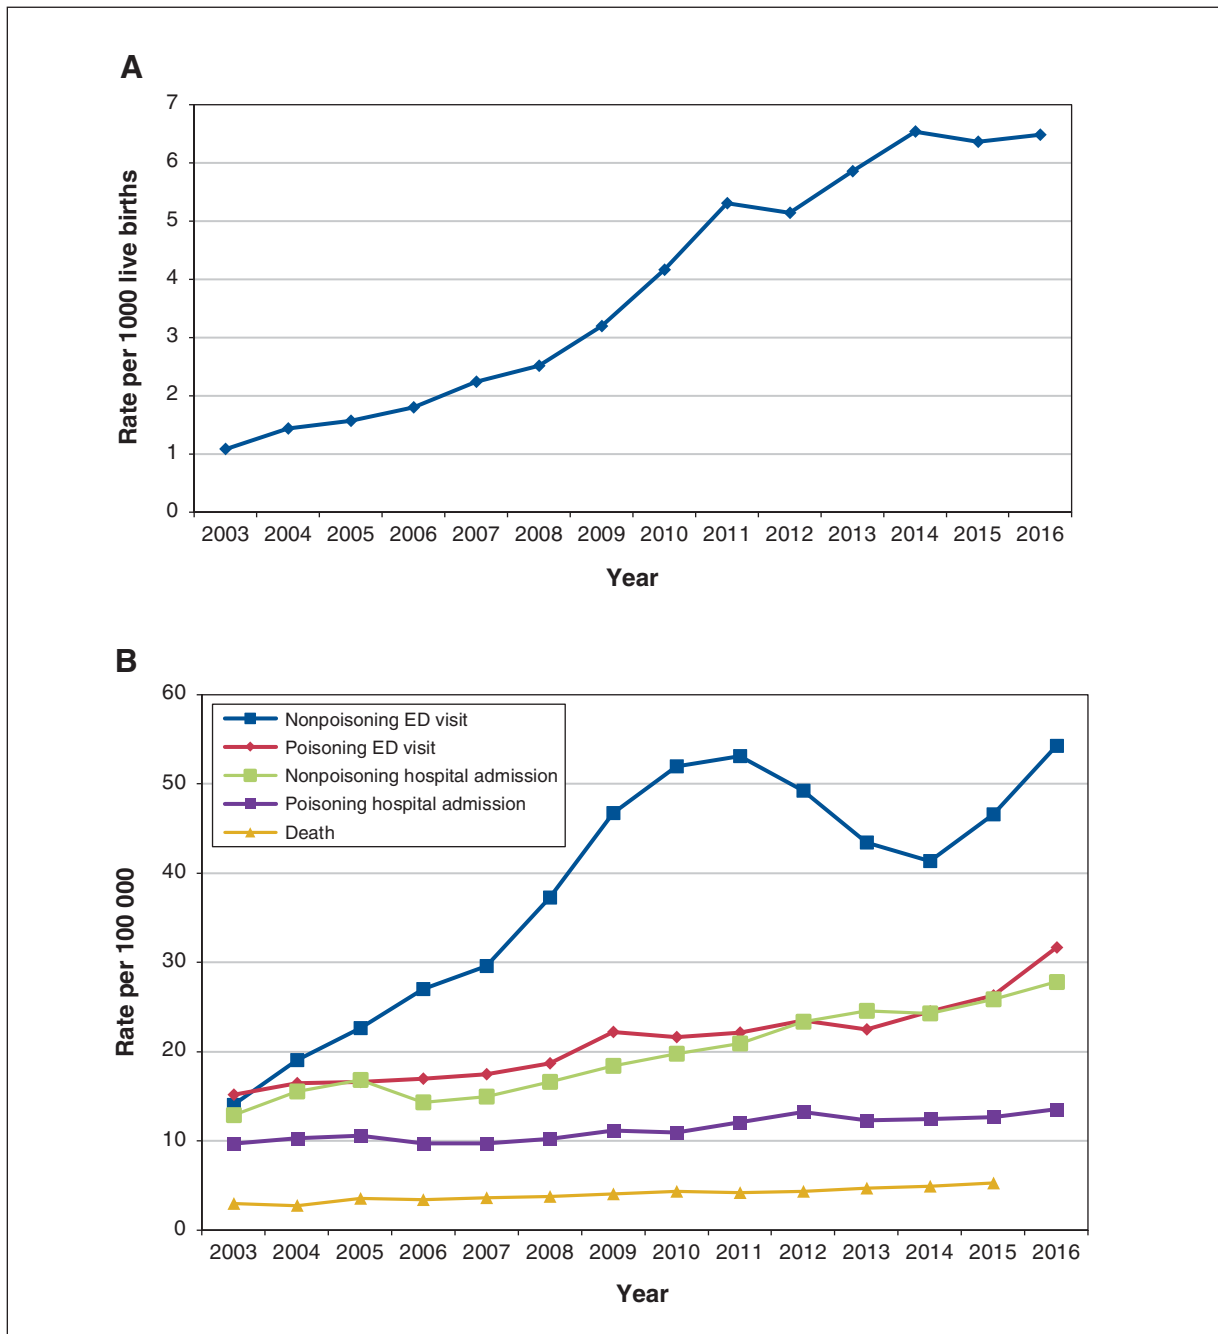 A
7
6
5
4
3
2
1
0
Rate per 1000 live births
2003 2004 2005 2006 2007 2008 2009 2010 2011 2012 2013 2014 2015 2016
Year
B
60
50
40
30
20
10
0
Rate per 100 000
Nonpoisoning ED visit
Poisoning ED visit
Nonpoisoning hospital admission
Poisoning hospital admission
Death
2003 2004 2005 2006 2007 2008 2009 2010 2011 2012 2013 2014 2015 2016
Year